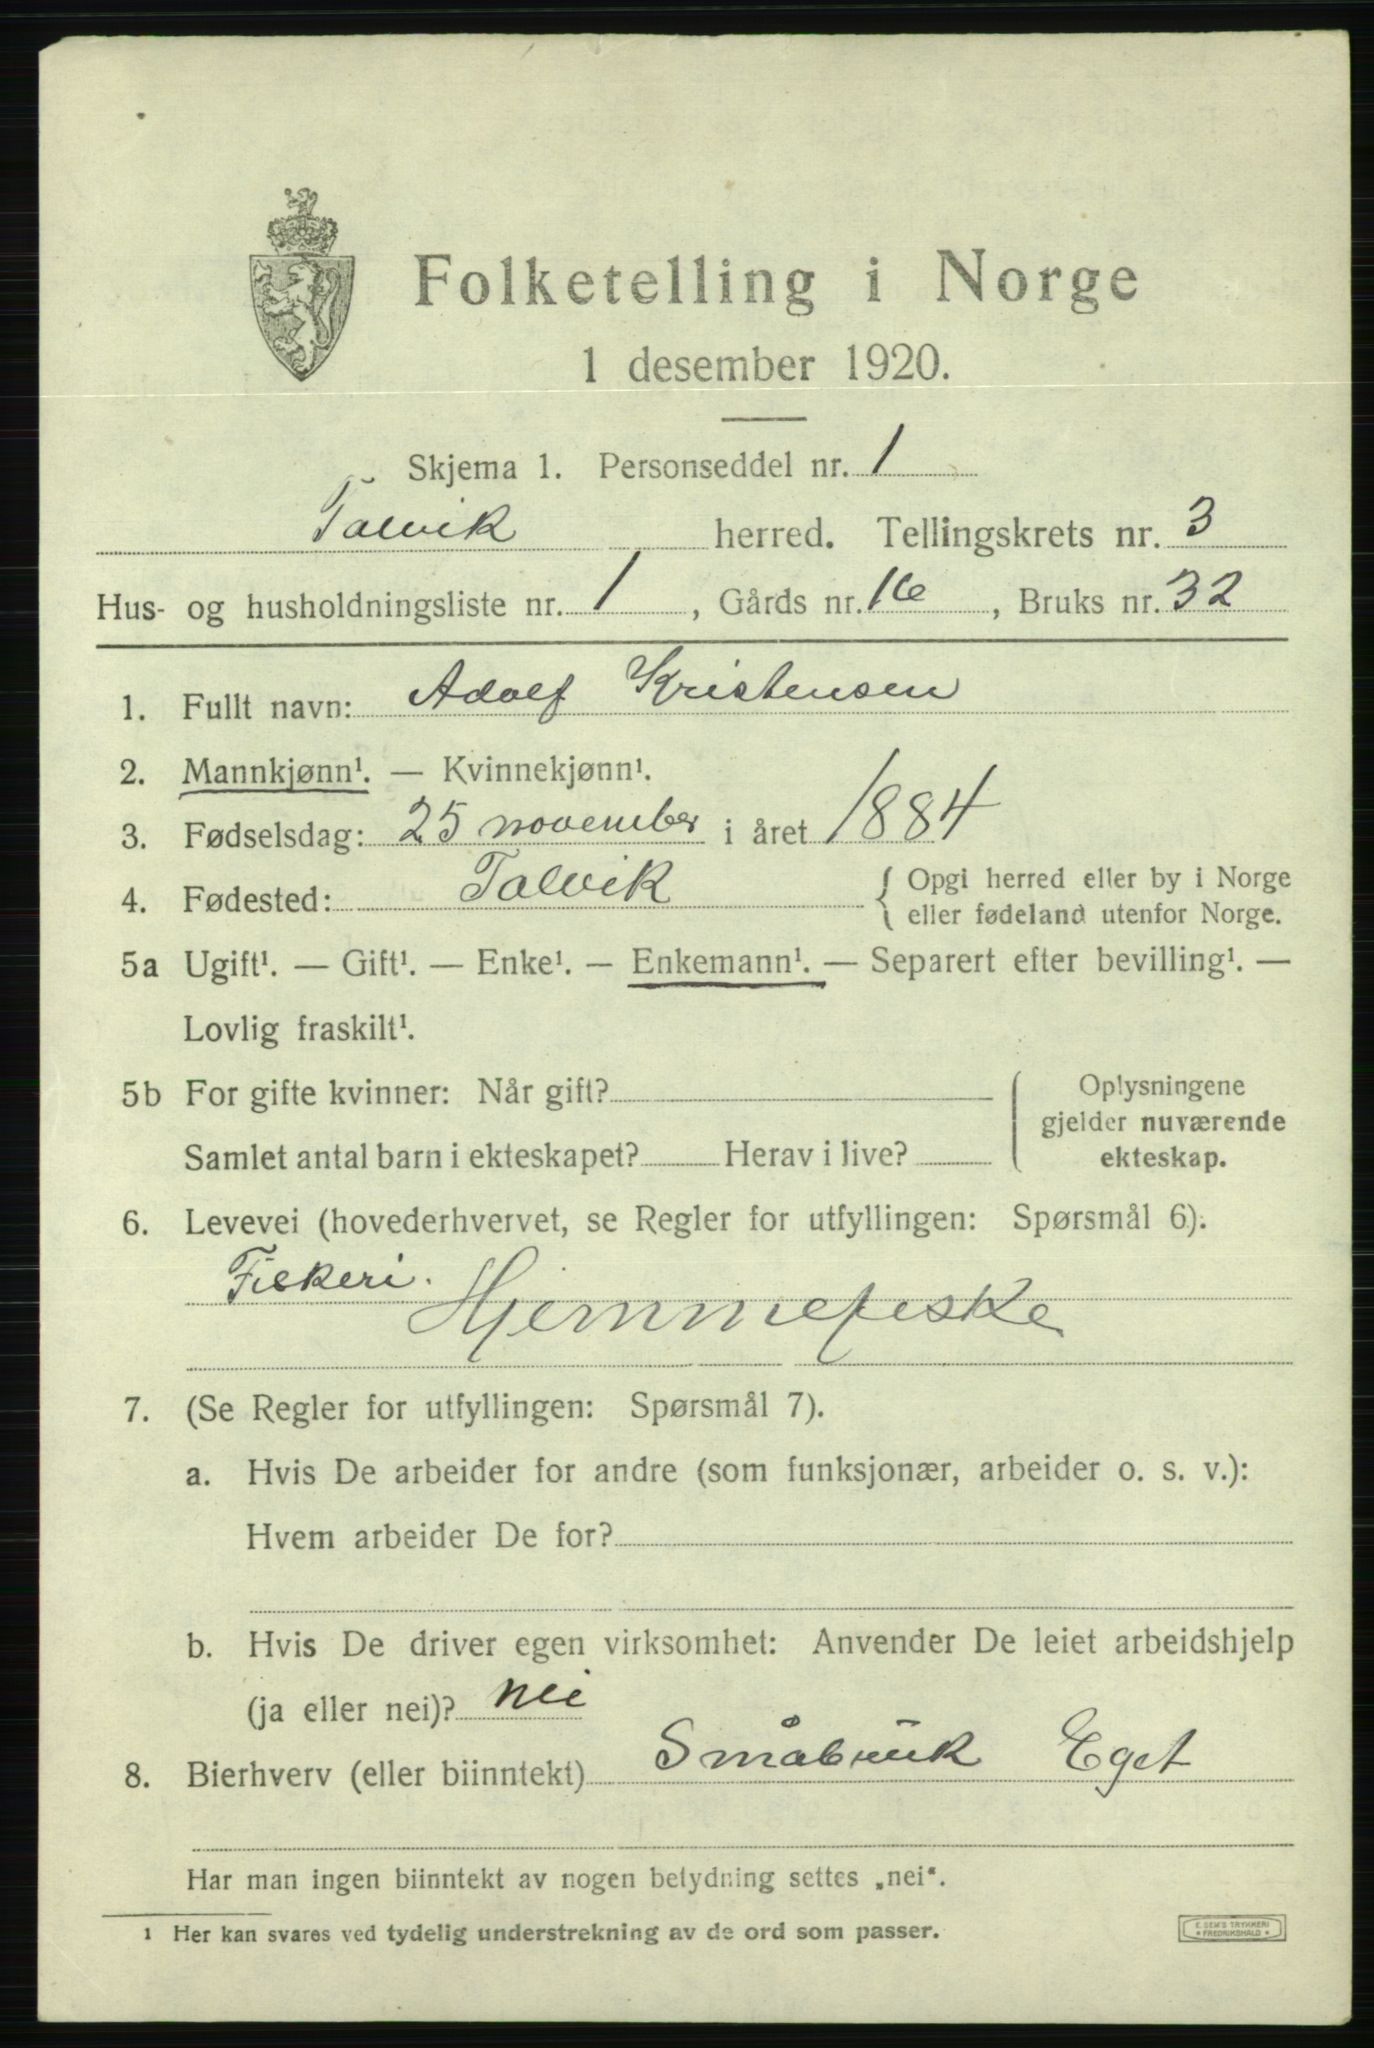 Folketelling i Norge
1 desember 1920.
Skjema 1. Personseddel nr. 1
Talvik herred. Tellingskrets nr. 3
Hus- og husholdningsliste nr. 1, Gårds nr. 16, Bruks nr. 32
1. Fullt navn: Adolf Kristensen
2. Mannkjønn¹. — Kvinnekjønn¹.
3. Fødselsdag: 25 november i året 1884
4. Fødested: Talvik { Opgi herred eller by i Norge
eller fødeland utenfor Norge.
5a Ugift¹. — Gift¹. — Enke¹. — Enkemann¹. — Separert efter bevilling¹. —
Lovlig fraskilt¹.
5b For gifte kvinner: Når gift?
Samlet antal barn i ekteskapet? Herav i live?
Oplysningene
gjelder nuværende
ekteskap.
6. Levevei (hovederhvervet, se Regler for utfyllingen: Spørsmål 6).
Fiskeri. Hjemmefiske
7. (Se Regler for utfyllingen: Spørsmål 7).
a. Hvis De arbeider for andre (som funksjonær, arbeider o. s. v.):
Hvem arbeider De for?
b. Hvis De driver egen virksomhet: Anvender De leiet arbeidshjelp
(ja eller nei)? nei
8. Bierhverv (eller biinntekt) Småbruk Eget
Har man ingen biinntekt av nogen betydning settes „nei“.
1 Her kan svares ved tydelig understrekning av de ord som passer.
E. SEM'S TRYKKERI
* FREDRIKSHALD *